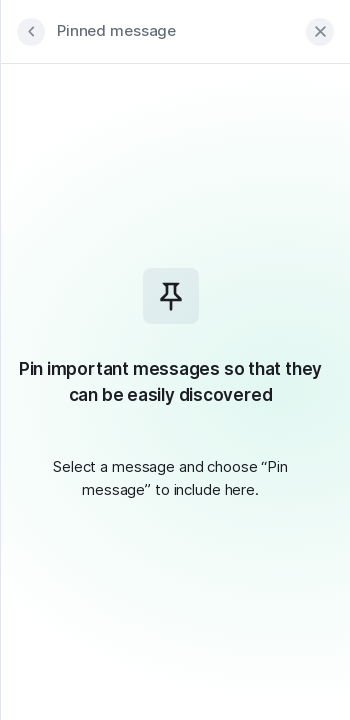 Pinned message
Pin important messages so that they
can be easily discovered
Select a message and choose “Pin
message” to include here.